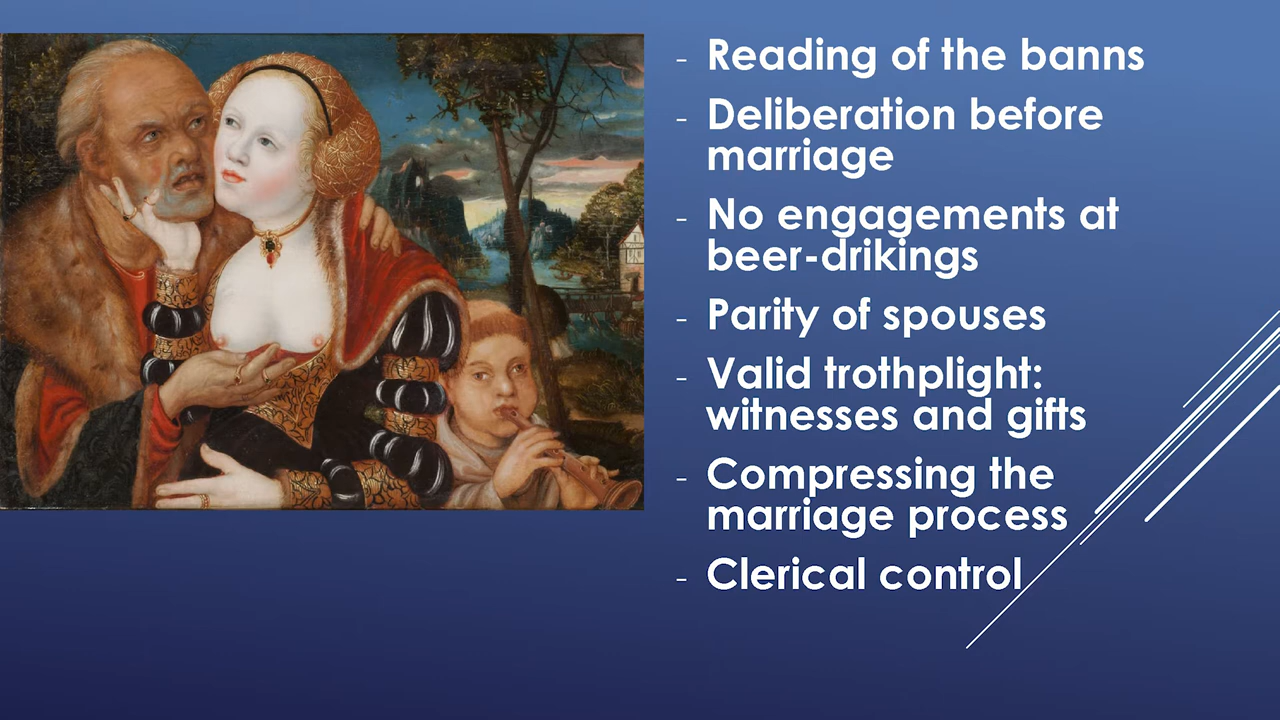 - Reading of the banns
- Deliberation before
marriage
- No engagements at
beer-drikings
- Parity of spouses
- Valid trothplight:
witnesses and gifts
- Compressing the
marriage process
- Clerical control